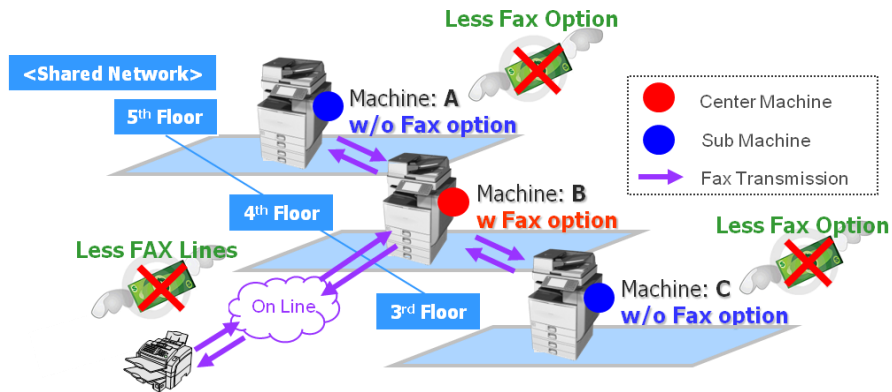 Less Fax Option
<Shared Network>
5th Floor
Machine: A
w/o Fax option
Center Machine
Sub Machine
Fax Transmission
4th Floor
Machine: B
w Fax option
Less FAX Lines
Less Fax Option
On Line
3rd Floor
Machine: C
w/o Fax option